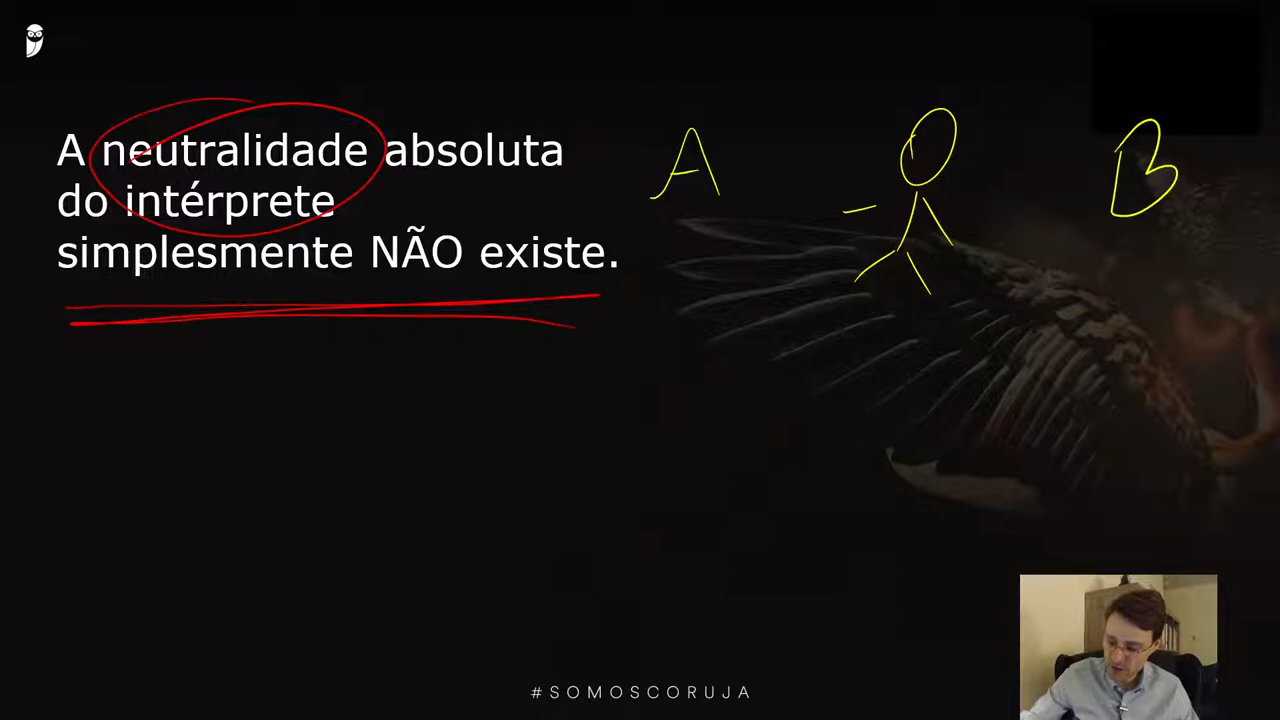 A neutralidade absoluta
do intérprete
simplesmente NÃO existe.
A
B
#SOMOSCORUJA